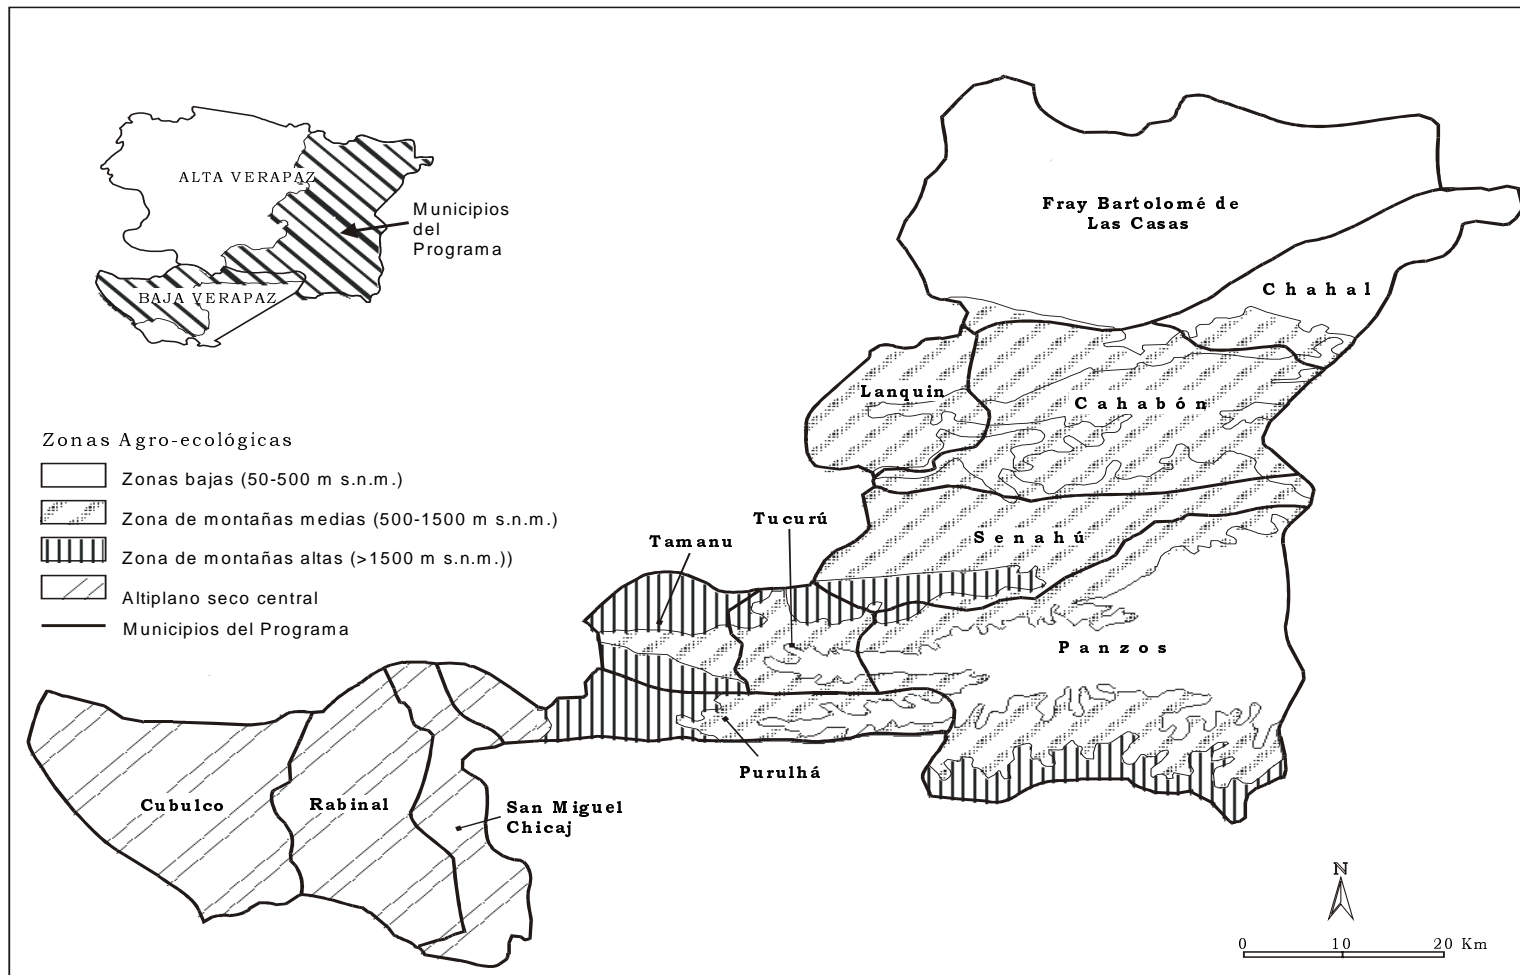 ALTA VERAPAZ
Municipios
del
Programa
BAJA VERAPAZ
Fray Bartolomé de
Las Casas
Chahal
Lanquin
Cahabón
Zonas Agro-ecológicas
Zonas bajas (50-500 m s.n.m.)
Zona de montañas medias (500-1500 m s.n.m.)
Zona de montañas altas (>1500 m s.n.m.))
Altiplano seco central
Municipios del Programa
Tucurú
Tamanu
Senahú
Panzos
Purulhá
Cubulco
Rabinal
San Miguel
Chicaj
N
0 10 20 Km